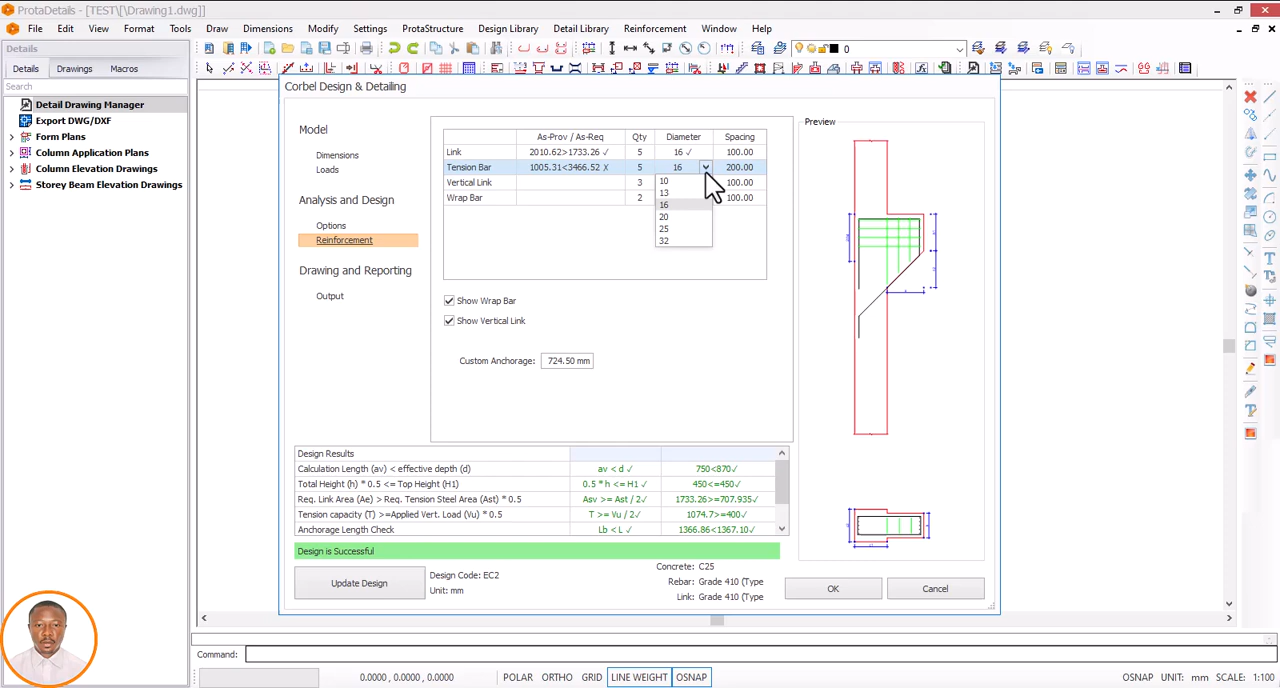 ProtaDetails - [TEST\[\Drawing1.dwg]]
File Edit View Format Tools Draw Dimensions Modify Settings ProtaStructure Design Library Detail Library Reinforcement Window Help
Details
Details Drawings Macros
Search
Detail Drawing Manager
Export DWG/DXF
Form Plans
Column Application Plans
Column Elevation Drawings
Storey Beam Elevation Drawings
0
Corbel Design & Detailing
Model
Dimensions
Loads
Analysis and Design
Options
Reinforcement
Drawing and Reporting
Output
As-Prov / As-Req Qty Diameter Spacing
Link 2010.62>1733.26 ✓ 5 16 ✓ 100.00
Tension Bar 1005.31<3466.52 X 5 16 200.00
Vertical Link 3 100.00
Wrap Bar 2 100.00
10
13
16
20
25
32
Show Wrap Bar
Show Vertical Link
Custom Anchorage: 724.50 mm
Preview
Design Results
Calculation Length (av) < effective depth (d) av < d ✓ 750<870✓
Total Height (h) * 0.5 <= Top Height (H1) 0.5 * h <= H1 ✓ 450<=450✓
Req. Link Area (Ae) > Req. Tension Steel Area (Ast) * 0.5 Asv >= Ast / 2✓ 1733.26>=707.935✓
Tension capacity (T) >=Applied Vert. Load (Vu) * 0.5 T >= Vu / 2✓ 1074.7>=400✓
Anchorage Length Check Lb < L ✓ 1366.86<1367.10✓
Design is Successful
Update Design
Design Code: EC2
Unit: mm
Concrete: C25
Rebar: Grade 410 (Type
Link: Grade 410 (Type
OK Cancel
Command:
0.0000 , 0.0000 , 0.0000 POLAR ORTHO GRID LINE WEIGHT OSNAP OSNAP UNIT: mm SCALE: 1:100